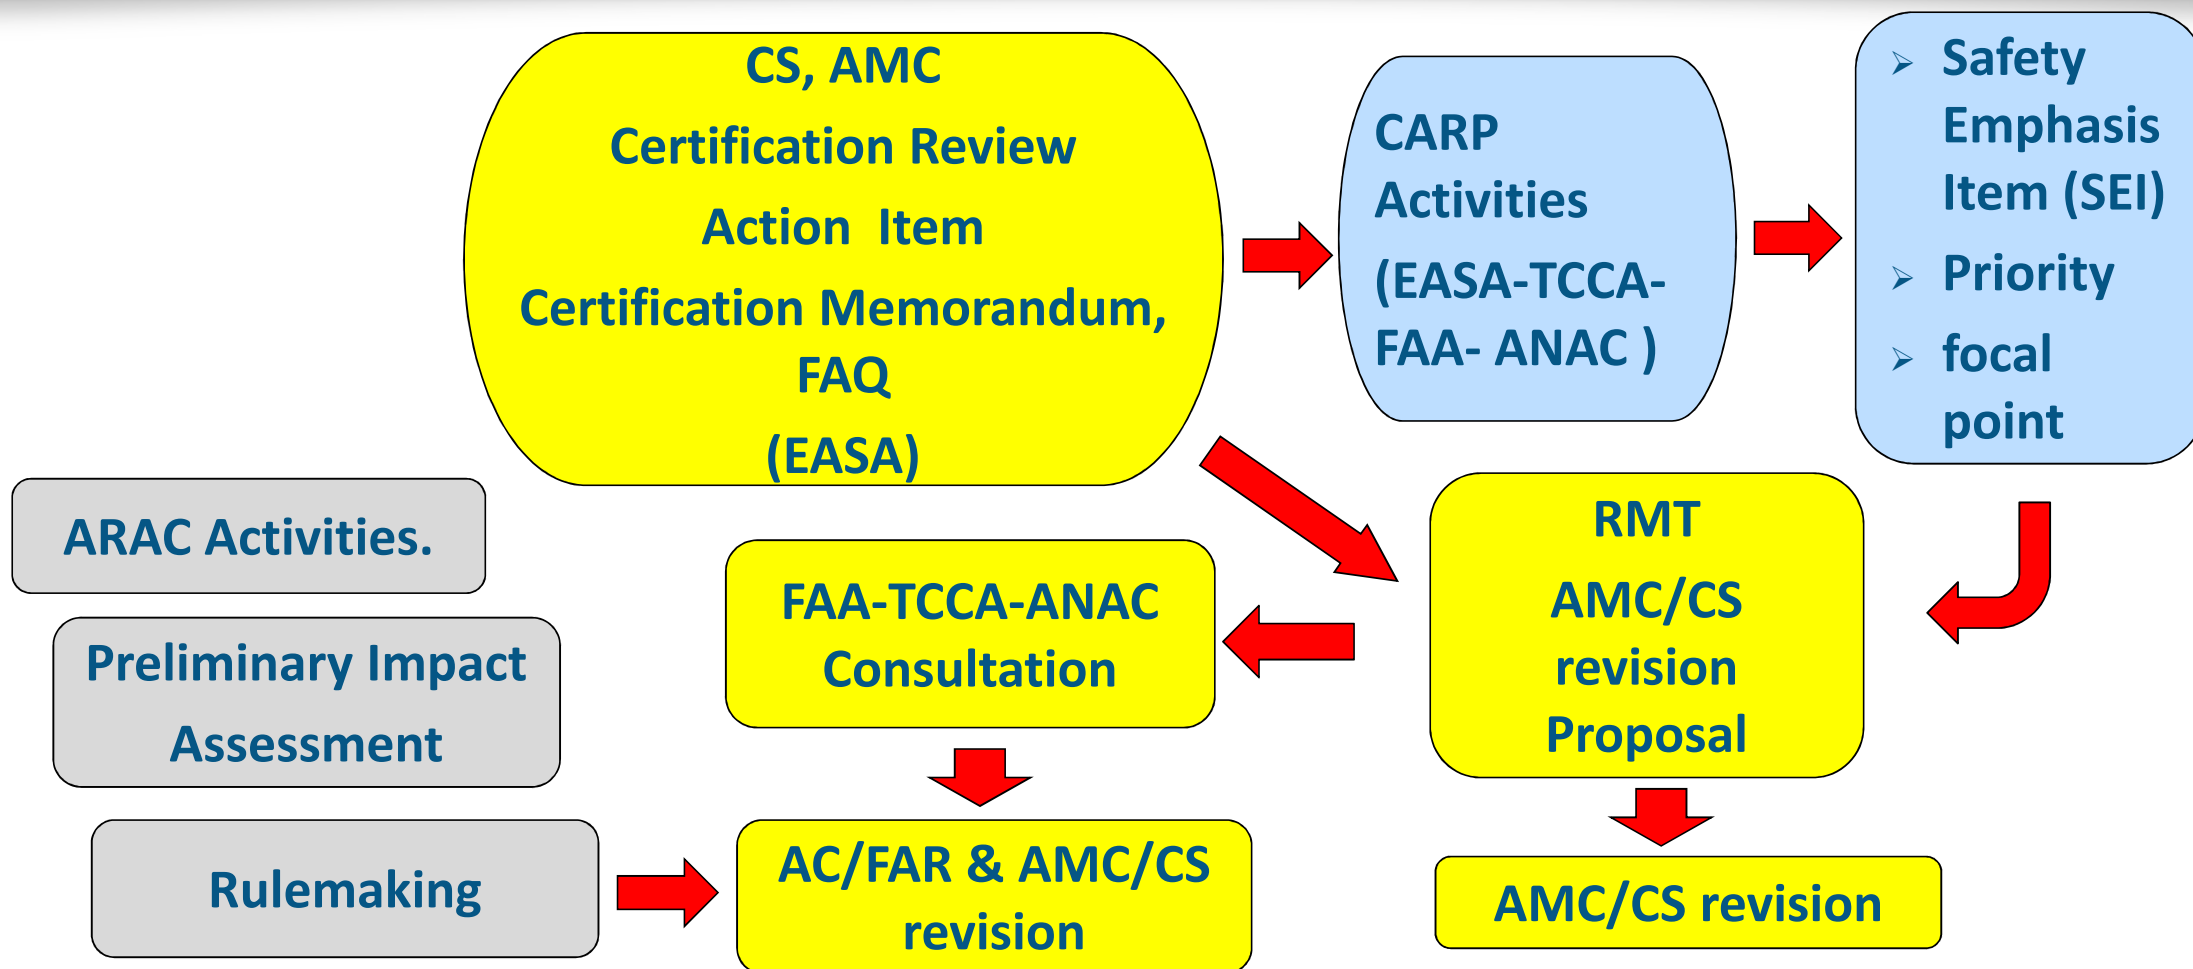 CS, AMC
Certification Review
Action Item
Certification Memorandum,
FAQ
(EASA)
CARP
Activities
(EASA-TCCA-
FAA- ANAC )
Safety
Emphasis
Item (SEI)
Priority
focal
point
ARAC Activities.
Preliminary Impact
Assessment
Rulemaking
FAA-TCCA-ANAC
Consultation
RMT
AMC/CS
revision
Proposal
AC/FAR & AMC/CS
revision
AMC/CS revision